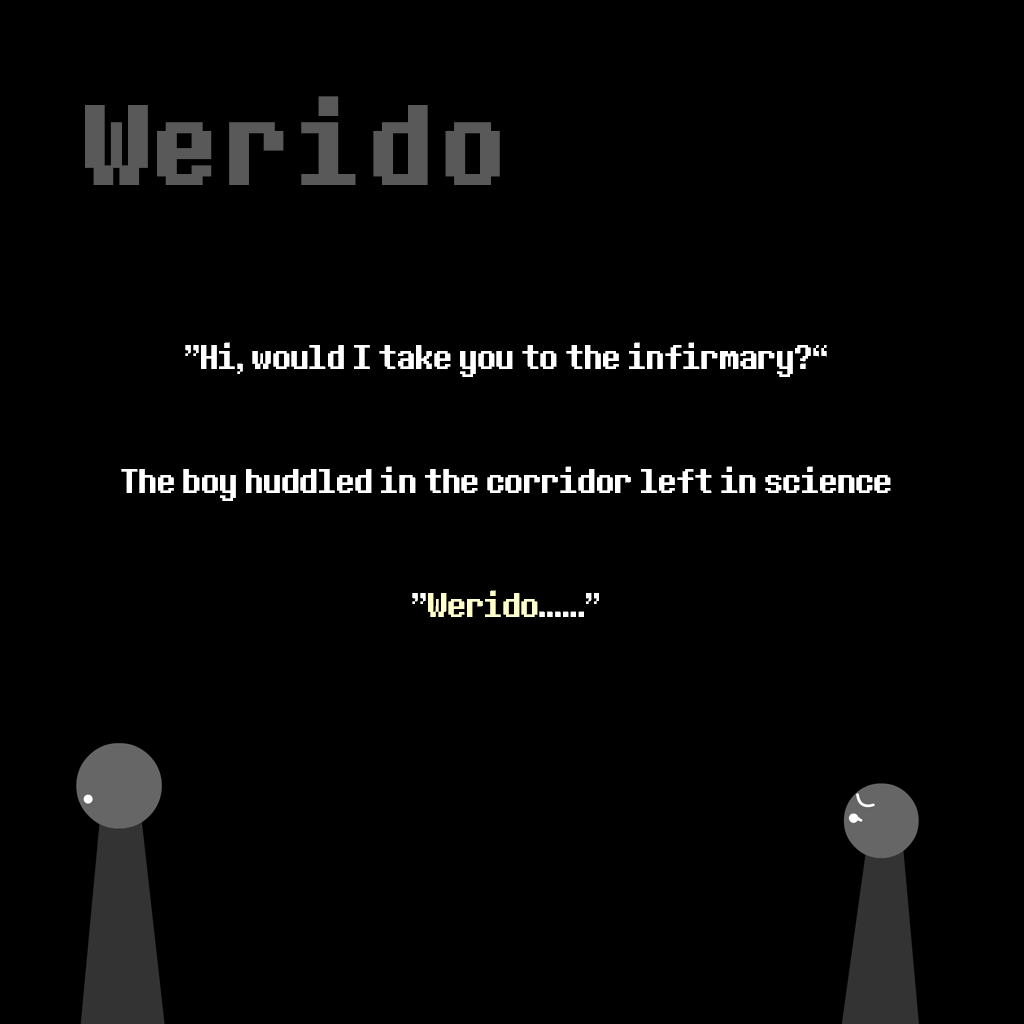 Werido
”Hi, would I take you to the infirmary?“
The boy huddled in the corridor left in science
”Werido......”